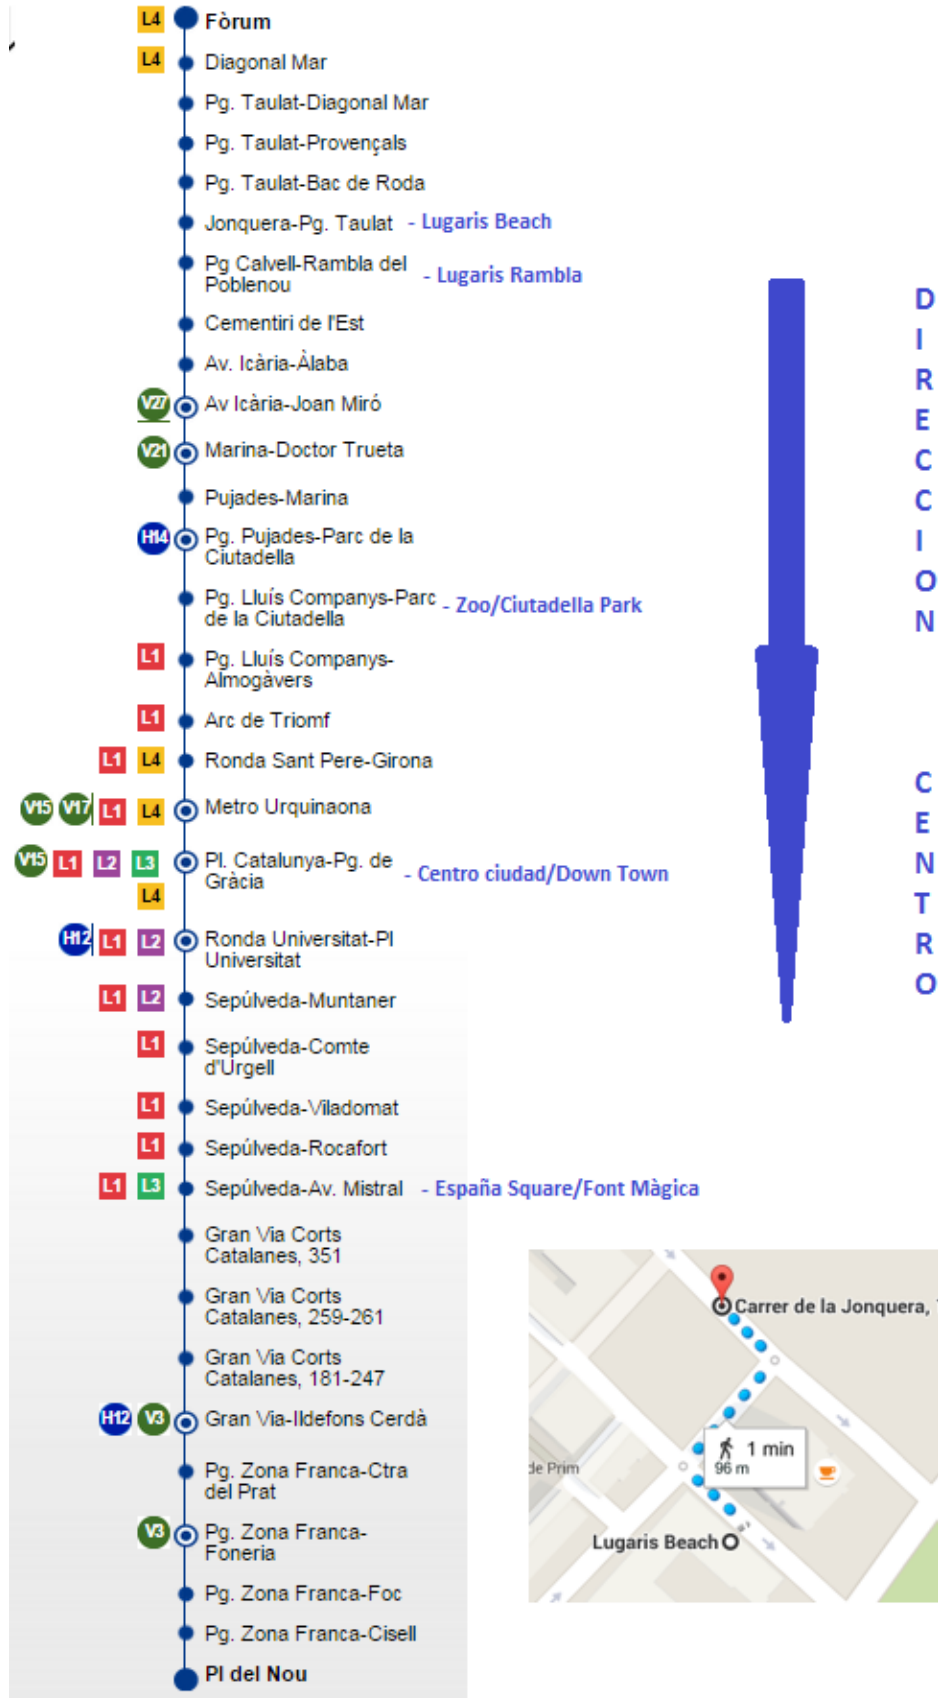 L4 Fòrum
L4 Diagonal Mar
Pg. Taulat-Diagonal Mar
Pg. Taulat-Provençals
Pg. Taulat-Bac de Roda
Jonquera-Pg. Taulat - Lugaris Beach
Pg Calvell-Rambla del
Poblenou - Lugaris Rambla
Cementiri de l'Est
Av. Icària-Àlaba
V27 Av Icària-Joan Miró
V21 Marina-Doctor Trueta
Pujades-Marina
H14 Pg. Pujades-Parc de la
Ciutadella
Pg. Lluís Companys-Parc
de la Ciutadella - Zoo/Ciutadella Park
L1 Pg. Lluís Companys-
Almogàvers
L1 Arc de Triomf
L1 L4 Ronda Sant Pere-Girona
V15 V17 L1 L4 Metro Urquinaona
V15 L1 L2 L3 Pl. Catalunya-Pg. de
Gràcia - Centro ciudad/Down Town
L4
H12 L1 L2 Ronda Universitat-Pl
Universitat
L1 L2 Sepúlveda-Muntaner
L1 Sepúlveda-Comte
d'Urgell
L1 Sepúlveda-Viladomat
L1 Sepúlveda-Rocafort
L1 L3 Sepúlveda-Av. Mistral - España Square/Font Màgica
Gran Via Corts
Catalanes, 351
Gran Via Corts
Catalanes, 259-261
Gran Via Corts
Catalanes, 181-247
H12 V3 Gran Via-Ildefons Cerdà
Pg. Zona Franca-Ctra
del Prat
V3 Pg. Zona Franca-
Foneria
Pg. Zona Franca-Foc
Pg. Zona Franca-Cisell
Pl del Nou
DIRECCION
CENTRO
Carrer de la Jonquera,
1 min
96 m
de Prim
Lugaris Beach